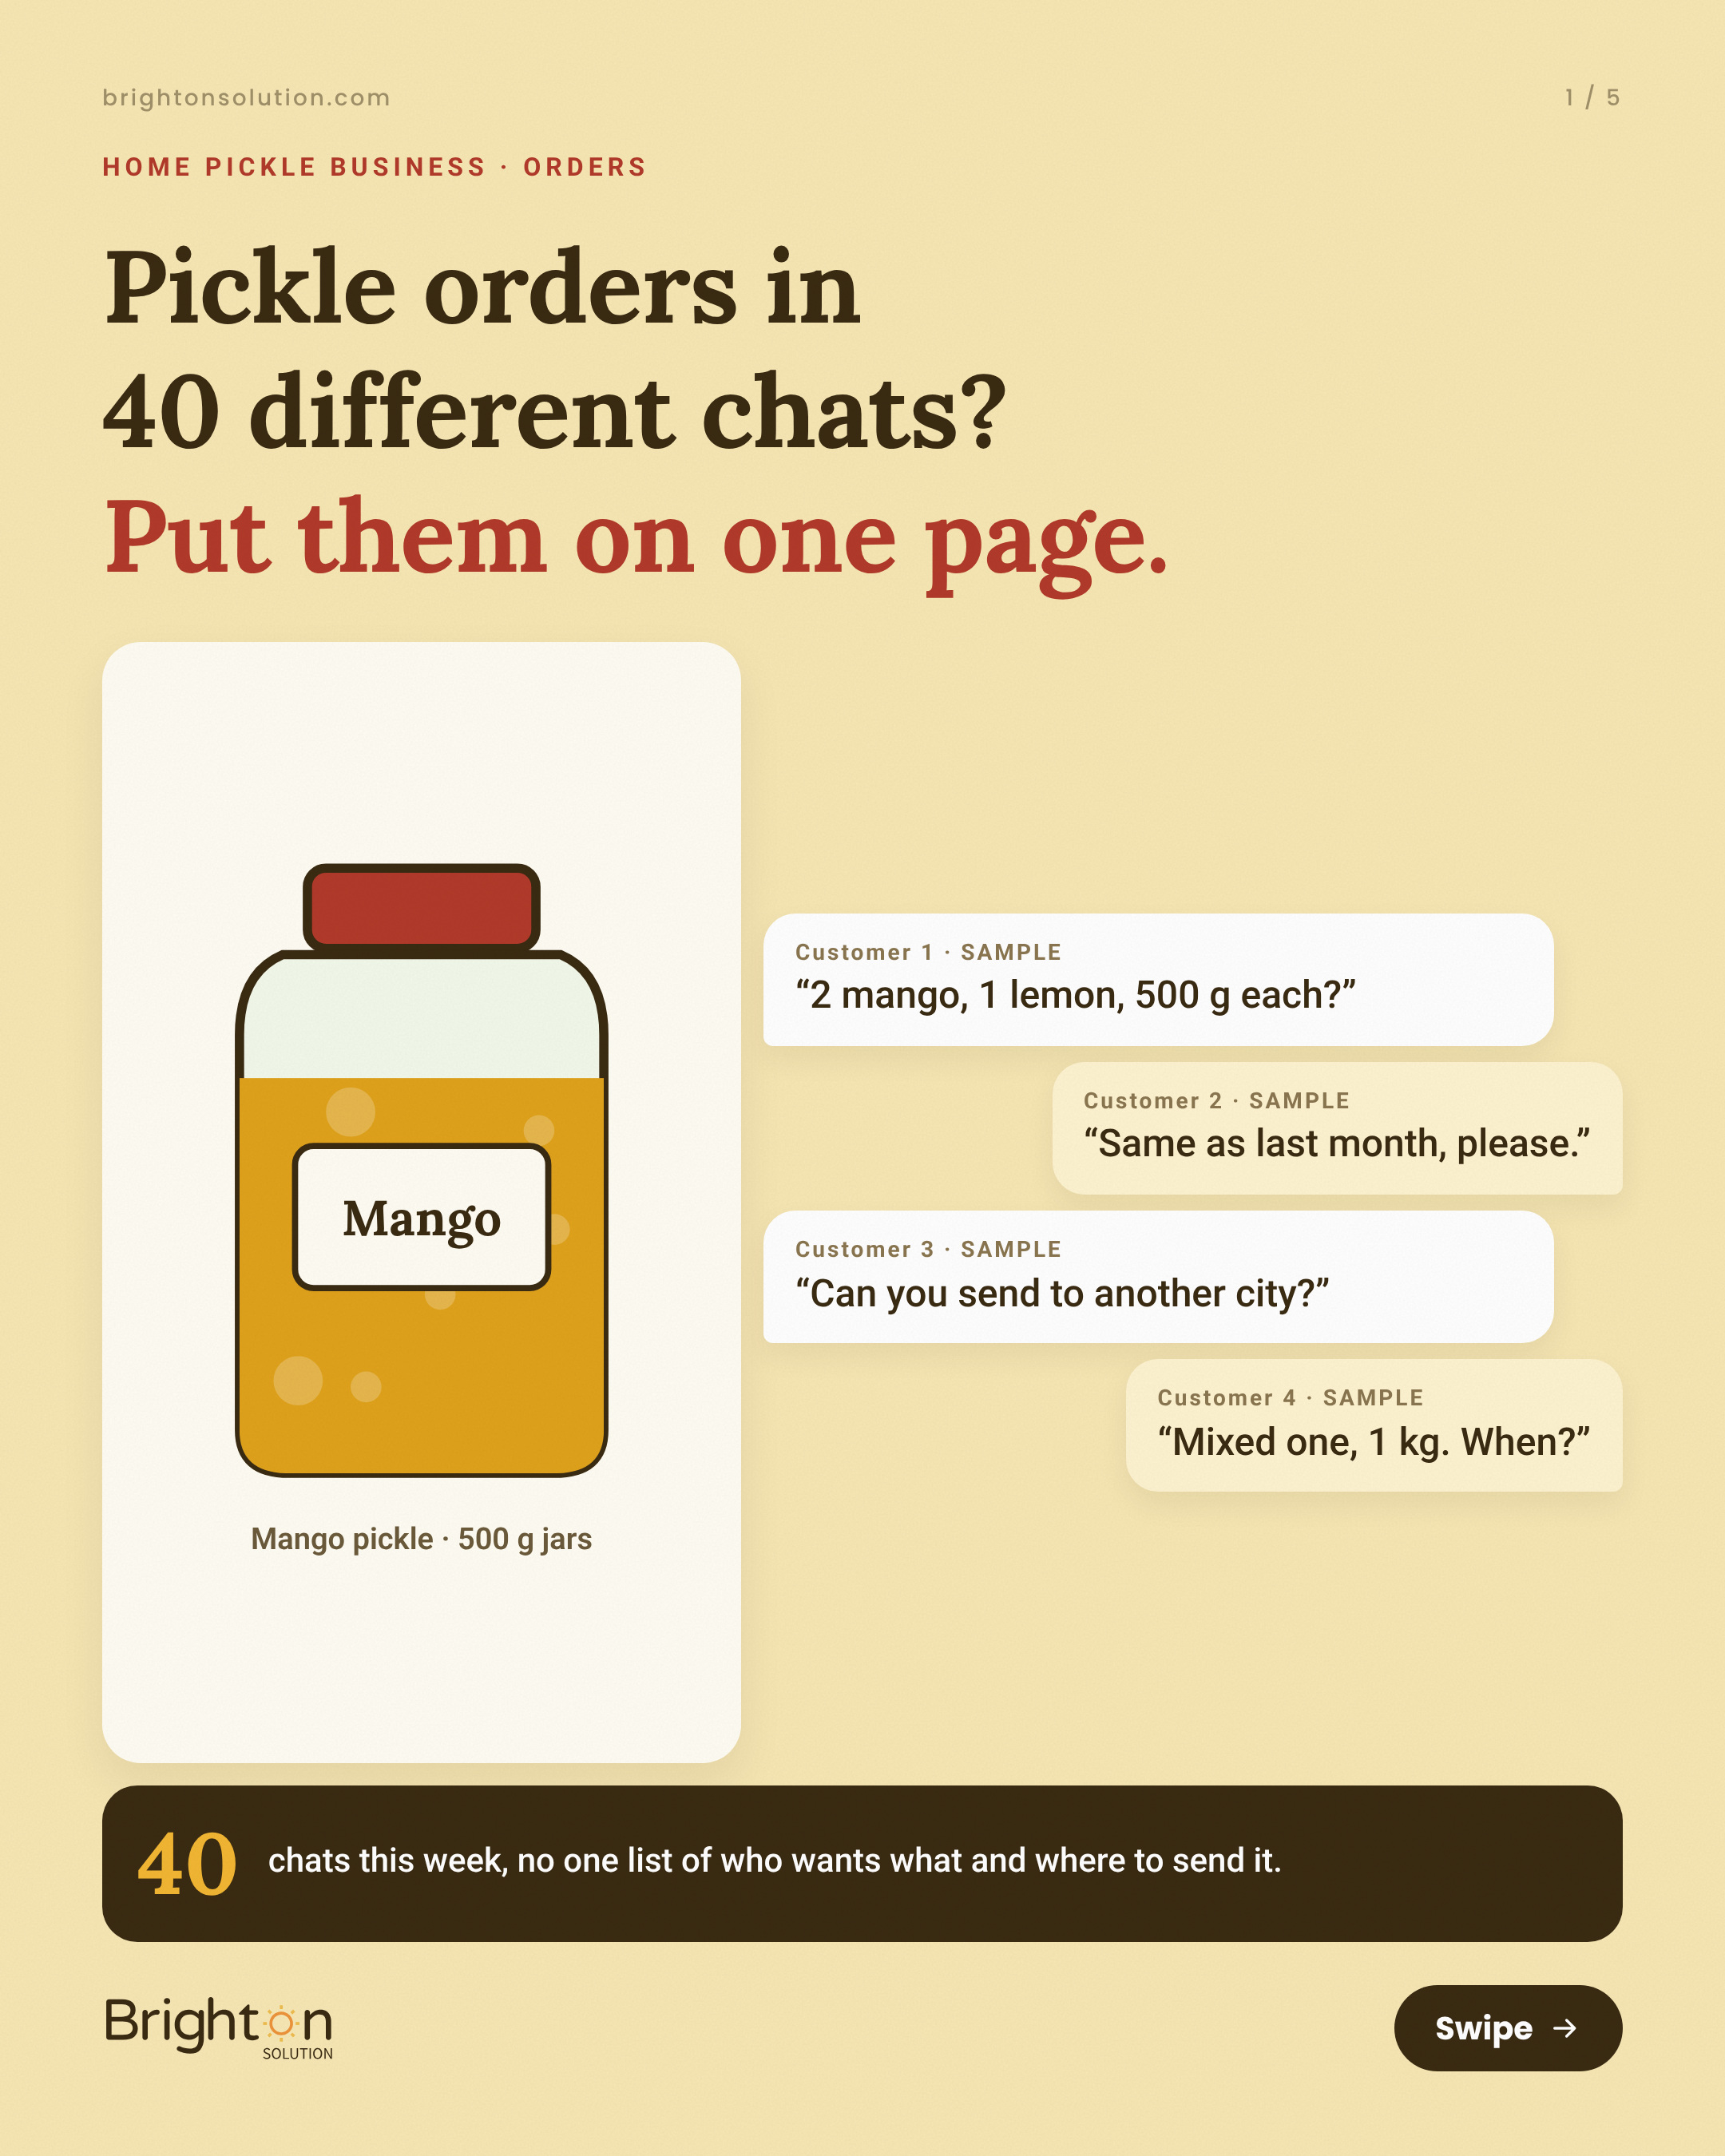 brightonsolution.com
1 / 5
HOME PICKLE BUSINESS · ORDERS
Pickle orders in
40 different chats?
Put them on one page.
Mango
Mango pickle · 500 g jars
Customer 1 · SAMPLE
“2 mango, 1 lemon, 500 g each?”
Customer 2 · SAMPLE
“Same as last month, please.”
Customer 3 · SAMPLE
“Can you send to another city?”
Customer 4 · SAMPLE
“Mixed one, 1 kg. When?”
40 chats this week, no one list of who wants what and where to send it.
Brighton
SOLUTION
Swipe →